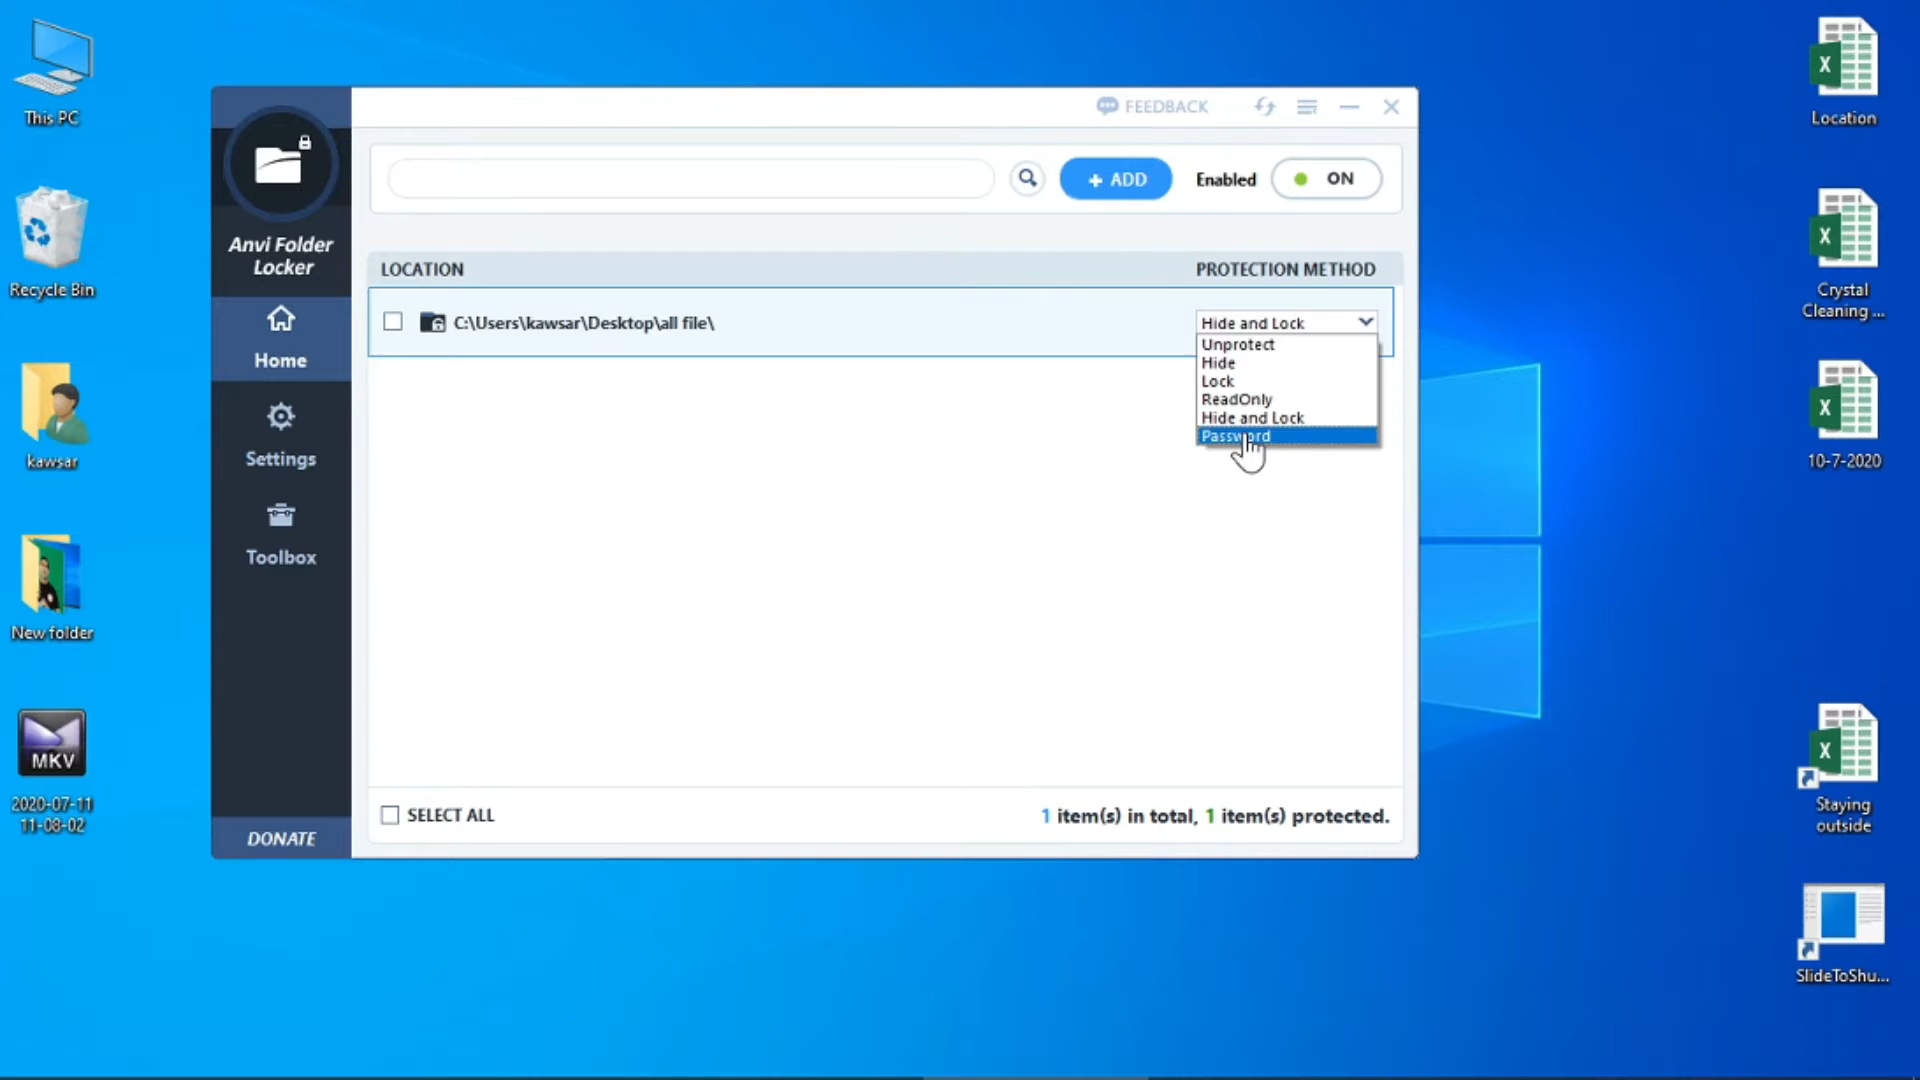 This PC
Recycle Bin
kawsar
New folder
MKV
2020-07-11
11-08-02
Anvi Folder
Locker
Home
Settings
Toolbox
DONATE
FEEDBACK
+ ADD
Enabled
ON
LOCATION
PROTECTION METHOD
C:\Users\kawsar\Desktop\all file\
Hide and Lock
Unprotect
Hide
Lock
ReadOnly
Hide and Lock
Password
SELECT ALL
1 item(s) in total, 1 item(s) protected.
X
Location
X
Crystal
Cleaning ...
X
10-7-2020
X
Staying
outside
SlideToShu...